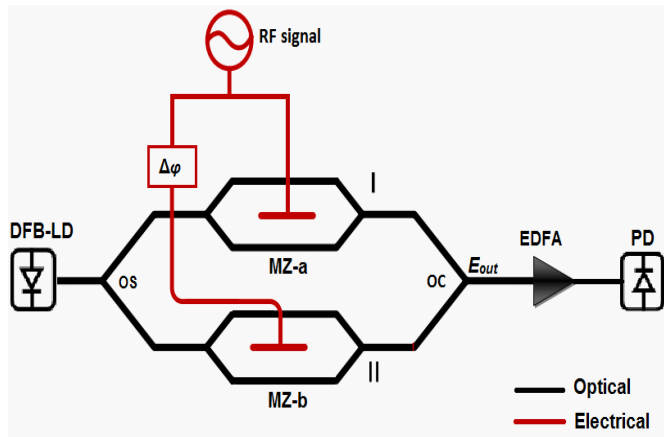 RF signal
Δφ
I
DFB-LD
MZ-a
EDFA
PD
OS
OC
Eout
MZ-b
II
Optical
Electrical